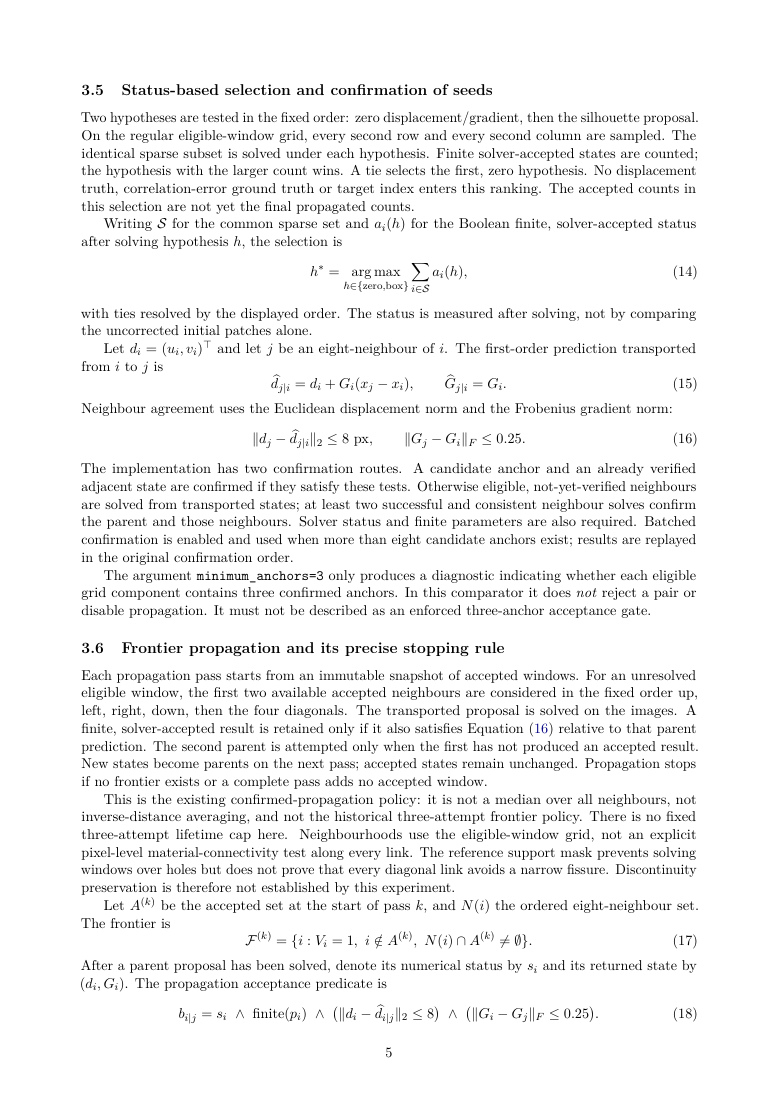 3.5 Status-based selection and confirmation of seeds
Two hypotheses are tested in the fixed order: zero displacement/gradient, then the silhouette proposal.
On the regular eligible-window grid, every second row and every second column are sampled. The
identical sparse subset is solved under each hypothesis. Finite solver-accepted states are counted;
the hypothesis with the larger count wins. A tie selects the first, zero hypothesis. No displacement
truth, correlation-error ground truth or target index enters this ranking. The accepted counts in
this selection are not yet the final propagated counts.
Writing 𝒮 for the common sparse set and aᵢ(h) for the Boolean finite, solver-accepted status
after solving hypothesis h, the selection is
h* = arg max_{h∈{zero,box}} ∑_{i∈𝒮} aᵢ(h), (14)
with ties resolved by the displayed order. The status is measured after solving, not by comparing
the uncorrected initial patches alone.
Let dᵢ = (uᵢ, vᵢ)^⊤ and let j be an eight-neighbour of i. The first-order prediction transported
from i to j is
d̂_{j|i} = dᵢ + Gᵢ(xⱼ − xᵢ), Ĝ_{j|i} = Gᵢ. (15)
Neighbour agreement uses the Euclidean displacement norm and the Frobenius gradient norm:
‖dⱼ − d̂_{j|i}‖₂ ≤ 8 px, ‖Gⱼ − Gᵢ‖_F ≤ 0.25. (16)
The implementation has two confirmation routes. A candidate anchor and an already verified
adjacent state are confirmed if they satisfy these tests. Otherwise eligible, not-yet-verified neighbours
are solved from transported states; at least two successful and consistent neighbour solves confirm
the parent and those neighbours. Solver status and finite parameters are also required. Batched
confirmation is enabled and used when more than eight candidate anchors exist; results are replayed
in the original confirmation order.
The argument minimum_anchors=3 only produces a diagnostic indicating whether each eligible
grid component contains three confirmed anchors. In this comparator it does not reject a pair or
disable propagation. It must not be described as an enforced three-anchor acceptance gate.
3.6 Frontier propagation and its precise stopping rule
Each propagation pass starts from an immutable snapshot of accepted windows. For an unresolved
eligible window, the first two available accepted neighbours are considered in the fixed order up,
left, right, down, then the four diagonals. The transported proposal is solved on the images. A
finite, solver-accepted result is retained only if it also satisfies Equation (16) relative to that parent
prediction. The second parent is attempted only when the first has not produced an accepted result.
New states become parents on the next pass; accepted states remain unchanged. Propagation stops
if no frontier exists or a complete pass adds no accepted window.
This is the existing confirmed-propagation policy: it is not a median over all neighbours, not
inverse-distance averaging, and not the historical three-attempt frontier policy. There is no fixed
three-attempt lifetime cap here. Neighbourhoods use the eligible-window grid, not an explicit
pixel-level material-connectivity test along every link. The reference support mask prevents solving
windows over holes but does not prove that every diagonal link avoids a narrow fissure. Discontinuity
preservation is therefore not established by this experiment.
Let A^{(k)} be the accepted set at the start of pass k, and N(i) the ordered eight-neighbour set.
The frontier is
ℱ^{(k)} = {i : Vᵢ = 1, i ∉ A^{(k)}, N(i) ∩ A^{(k)} ≠ ∅}. (17)
After a parent proposal has been solved, denote its numerical status by sᵢ and its returned state by
(dᵢ, Gᵢ). The propagation acceptance predicate is
b_{i|j} = sᵢ ∧ finite(pᵢ) ∧ (‖dᵢ − d̂_{i|j}‖₂ ≤ 8) ∧ (‖Gᵢ − Gⱼ‖_F ≤ 0.25). (18)
5